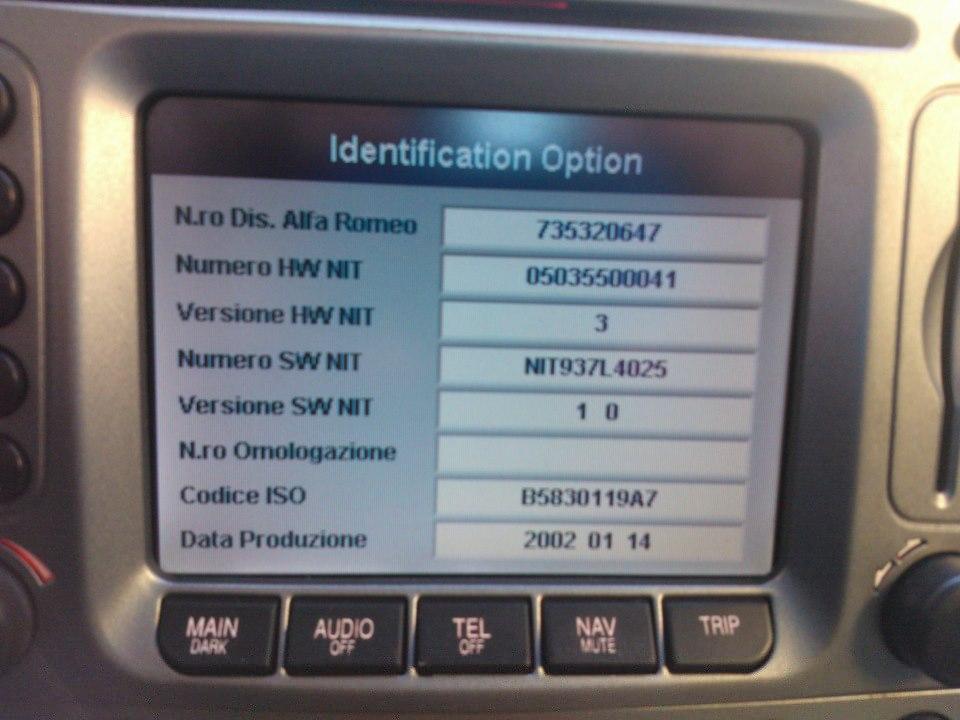 Identification Option
N.ro Dis. Alfa Romeo 735320647
Numero HW NIT 05035500041
Versione HW NIT 3
Numero SW NIT NIT937L4025
Versione SW NIT 1 0
N.ro Omologazione
Codice ISO B5830119A7
Data Produzione 2002 01 14
MAIN AUDIO TEL NAV TRIP
DARK OFF OFF MUTE